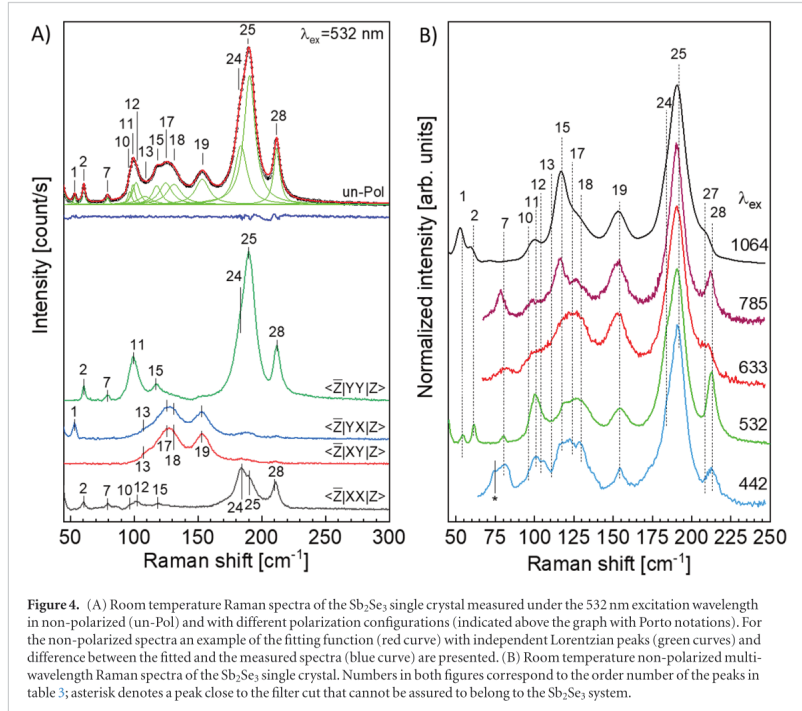 A)
λex=532 nm
25
24
12
11
10
17
15
13
18
28
19
1
2
7
un-Pol
Intensity [count/s]
25
24
11
28
2
7
15
<Z̅|YY|Z>
1
13
<Z̅|YX|Z>
13
17
18
19
<Z̅|XY|Z>
2
7
10
12
15
24
25
28
<Z̅|XX|Z>
50 100 150 200 250 300
Raman shift [cm⁻¹]
B)
25
24
15
17
13
12
11
10
18
19
1
2
7
27
28
λex
1064
785
633
532
442
*
Normalized intensity [arb. units]
50 75 100 125 150 175 200 225 250
Raman shift [cm⁻¹]
Figure 4. (A) Room temperature Raman spectra of the Sb₂Se₃ single crystal measured under the 532 nm excitation wavelength
in non-polarized (un-Pol) and with different polarization configurations (indicated above the graph with Porto notations). For
the non-polarized spectra an example of the fitting function (red curve) with independent Lorentzian peaks (green curves) and
difference between the fitted and the measured spectra (blue curve) are presented. (B) Room temperature non-polarized multi-
wavelength Raman spectra of the Sb₂Se₃ single crystal. Numbers in both figures correspond to the order number of the peaks in
table 3; asterisk denotes a peak close to the filter cut that cannot be assured to belong to the Sb₂Se₃ system.